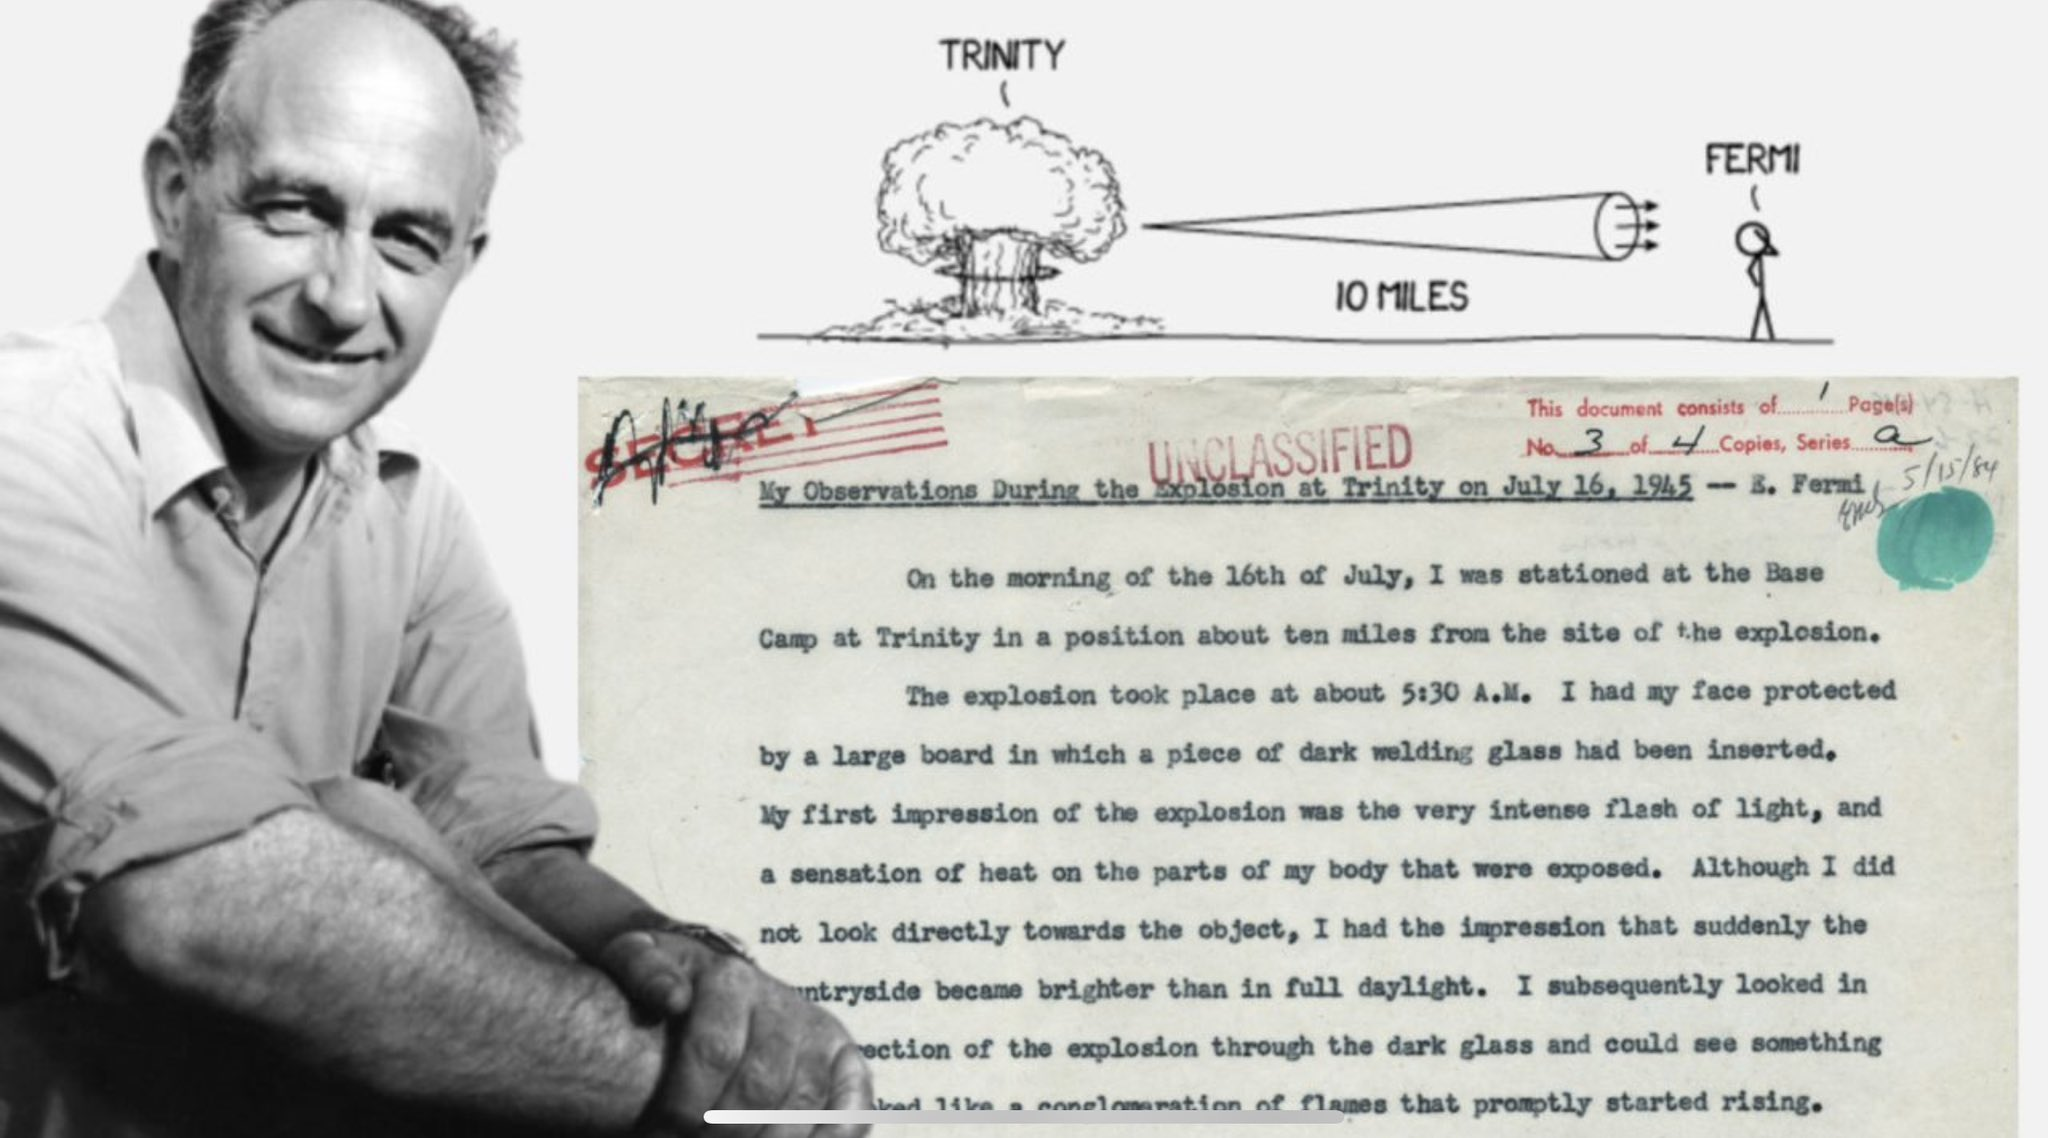 TRINITY
FERMI
10 MILES
SECRET
UNCLASSIFIED
This document consists of 1 Page(s)
No. 3 of 4 Copies, Series a
5/15/84
My Observations During the Explosion at Trinity on July 16, 1945 -- E. Fermi
On the morning of the 16th of July, I was stationed at the Base
Camp at Trinity in a position about ten miles from the site of the explosion.
The explosion took place at about 5:30 A.M. I had my face protected
by a large board in which a piece of dark welding glass had been inserted.
My first impression of the explosion was the very intense flash of light, and
a sensation of heat on the parts of my body that were exposed. Although I did
not look directly towards the object, I had the impression that suddenly the
untryside became brighter than in full daylight. I subsequently looked in
ection of the explosion through the dark glass and could see something
ked like a conglomeration of flames that promptly started rising.